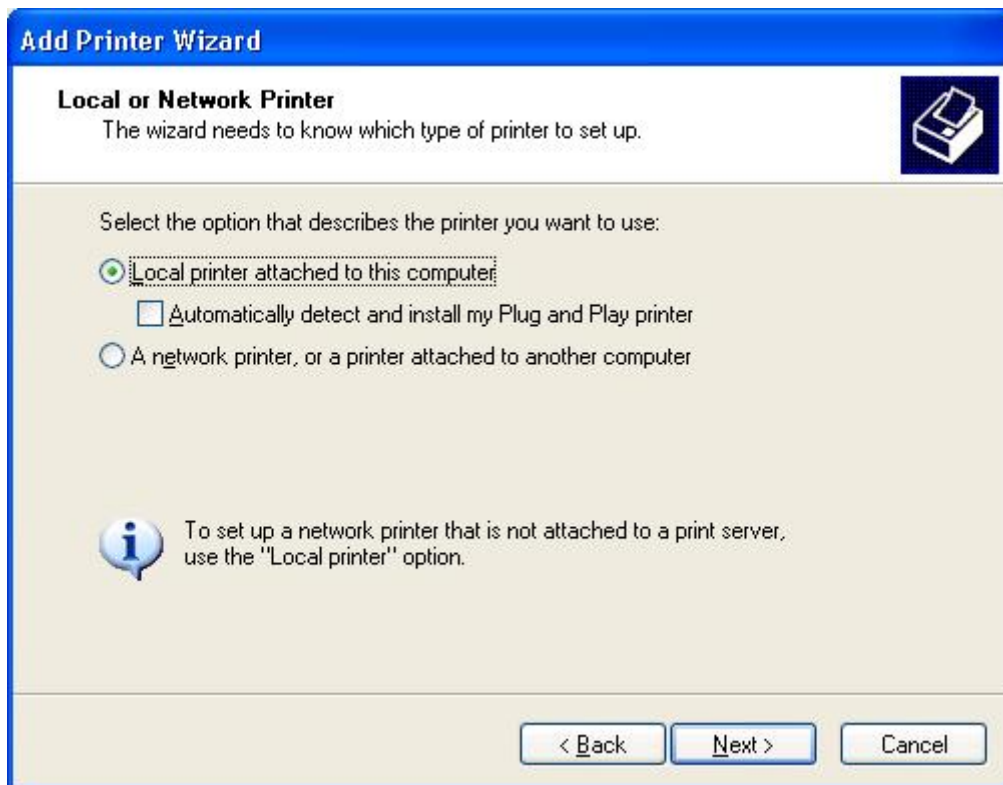 Add Printer Wizard
Local or Network Printer
The wizard needs to know which type of printer to set up.
Select the option that describes the printer you want to use:
Local printer attached to this computer
Automatically detect and install my Plug and Play printer
A network printer, or a printer attached to another computer
To set up a network printer that is not attached to a print server,
use the "Local printer" option.
< Back
Next >
Cancel